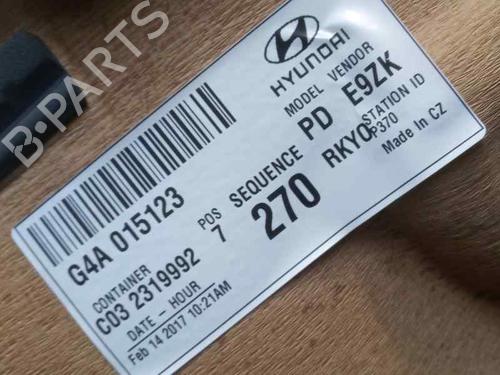 B-PARTS
HYUNDAI
MODEL VENDOR
PD E9ZK
STATION ID
P370
RKYO
Made in CZ
POS SEQUENCE
7 270
G4A 015123
CONTAINER
C03 2319992
DATE - HOUR
Feb 14 2017 10:21AM